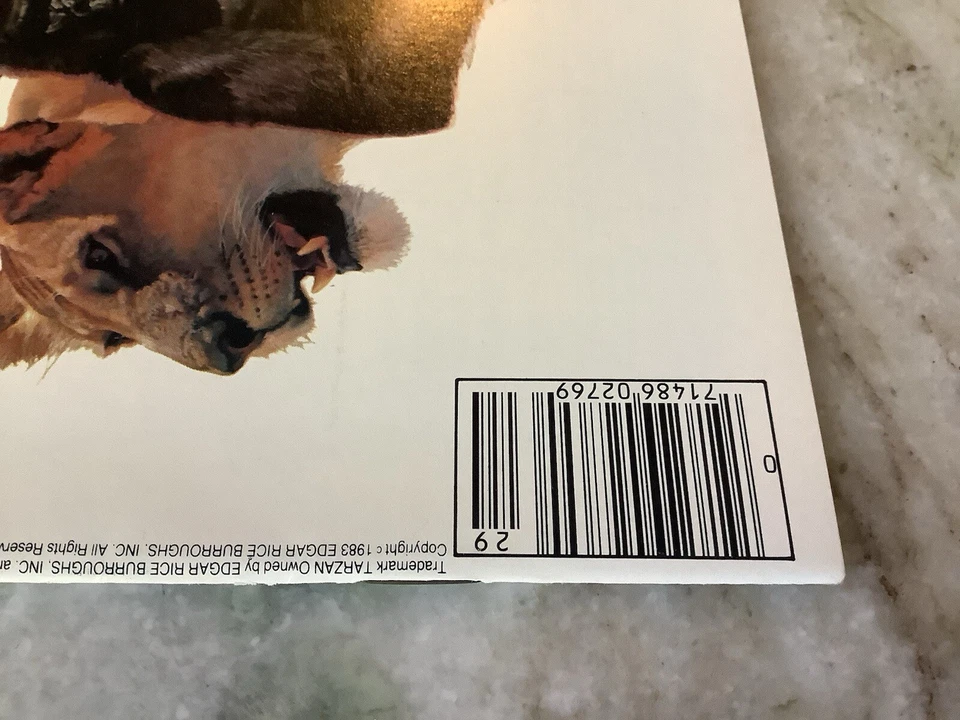 29
0
71486 02769
Trademark TARZAN Owned by EDGAR RICE BURROUGHS, INC.
Copyright © 1983 EDGAR RICE BURROUGHS, INC. All Rights Reserv